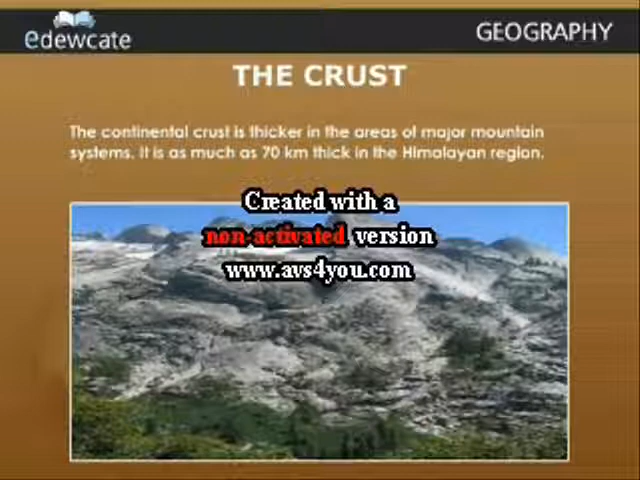 edewcate
GEOGRAPHY
THE CRUST
The continental crust is thicker in the areas of major mountain
systems. It is as much as 70 km thick in the Himalayan region.
Created with a
non-activated version
www.avs4you.com